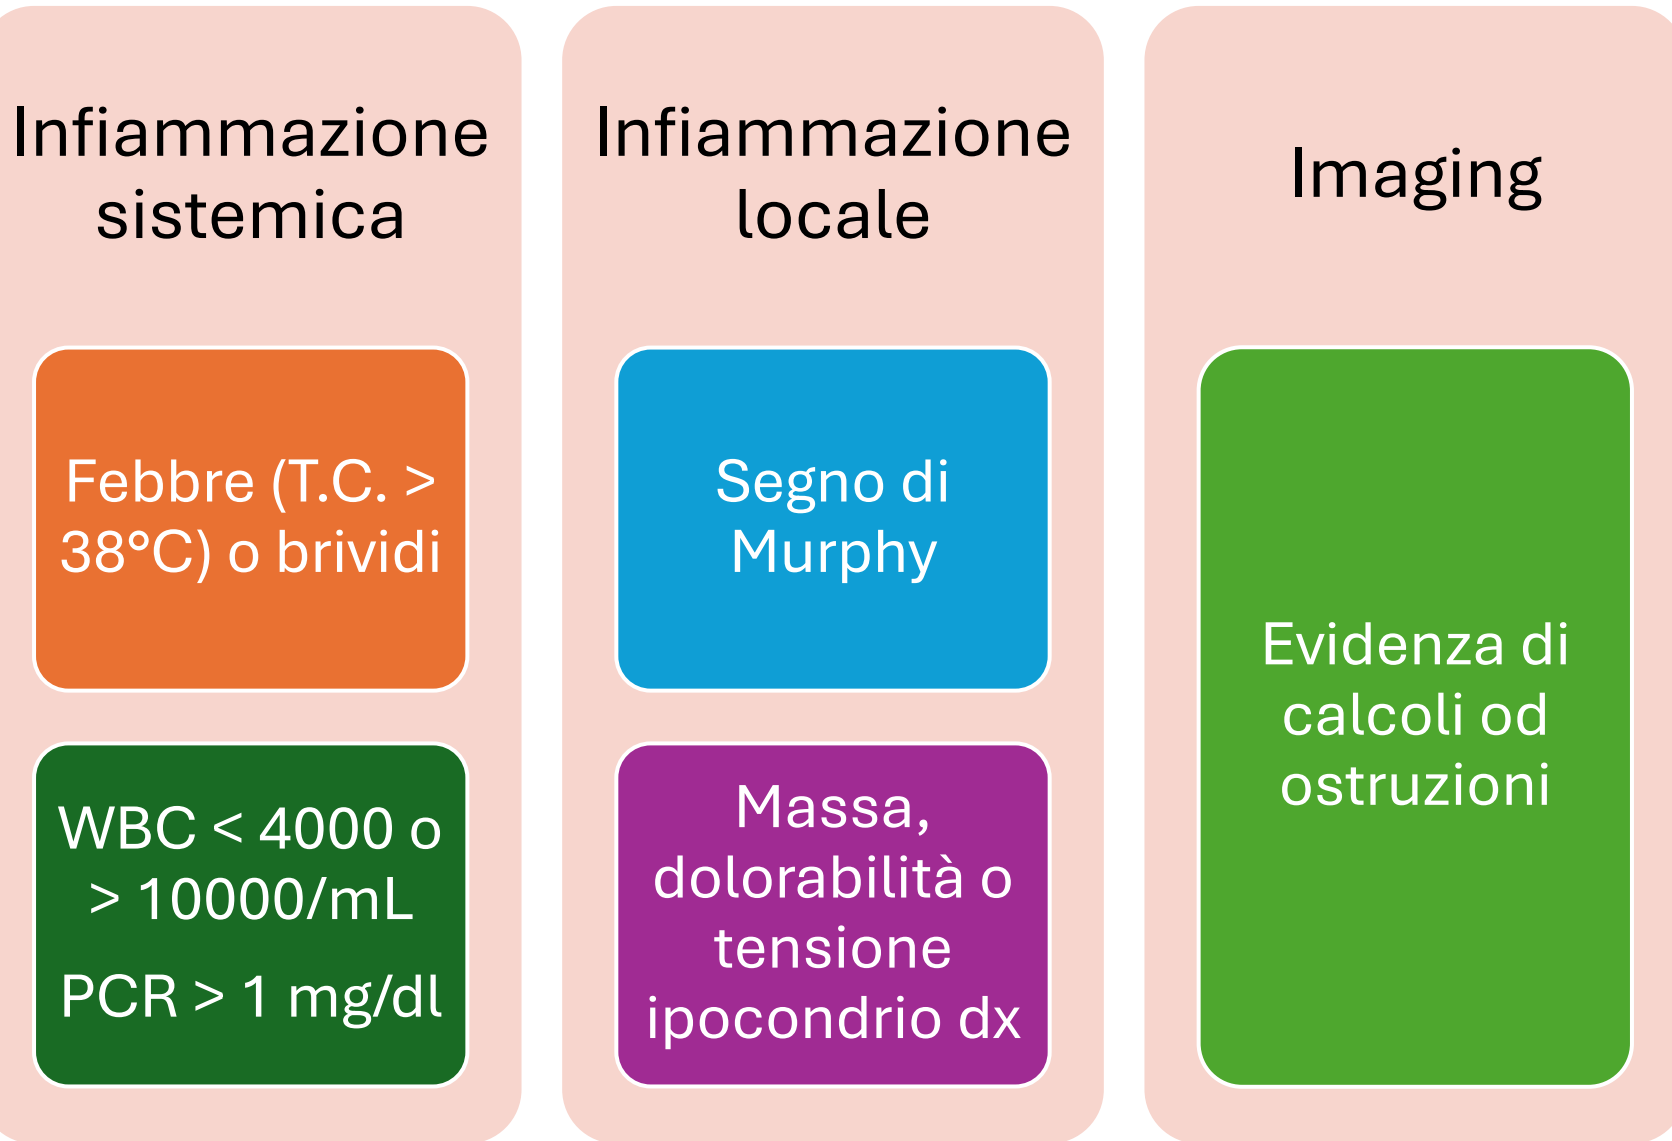 Infiammazione
sistemica
Febbre (T.C. >
38°C) o brividi
WBC < 4000 o
> 10000/mL
PCR > 1 mg/dl
Infiammazione
locale
Segno di
Murphy
Massa,
dolorabilità o
tensione
ipocondrio dx
Imaging
Evidenza di
calcoli od
ostruzioni